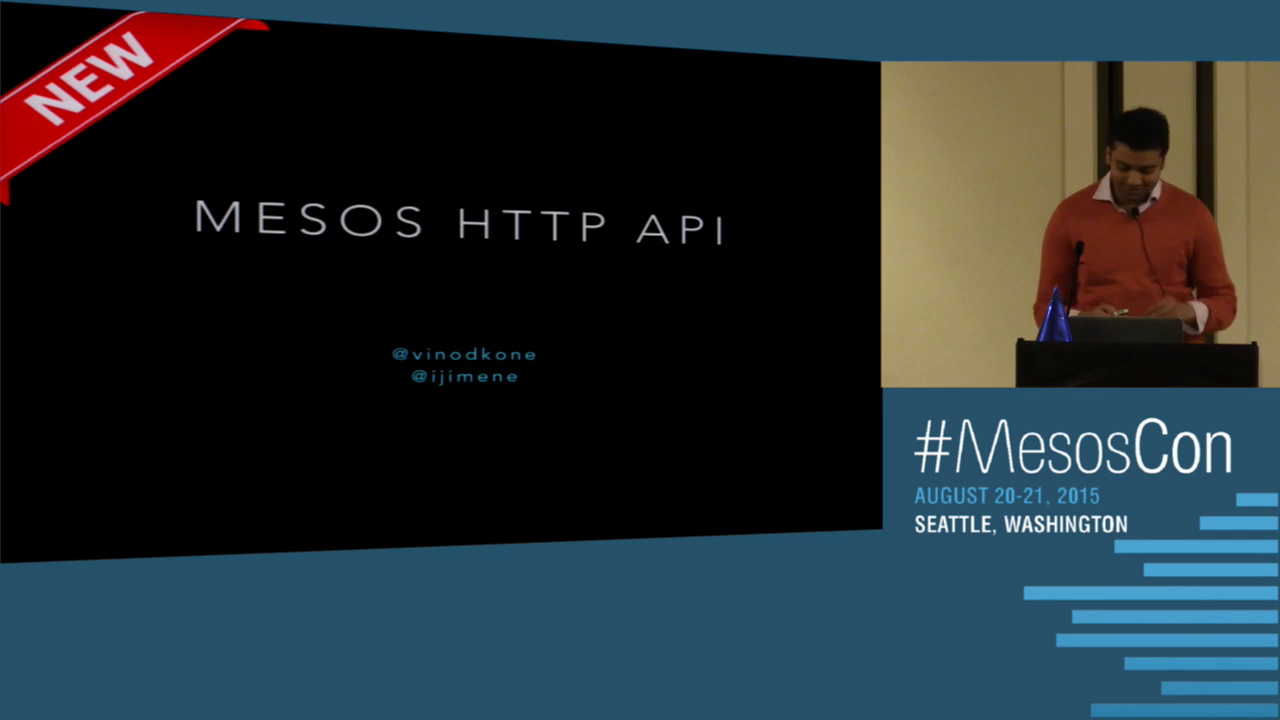 NEW
MESOS HTTP API
@vinodkone
@ijimene
#MesosCon
AUGUST 20-21, 2015
SEATTLE, WASHINGTON